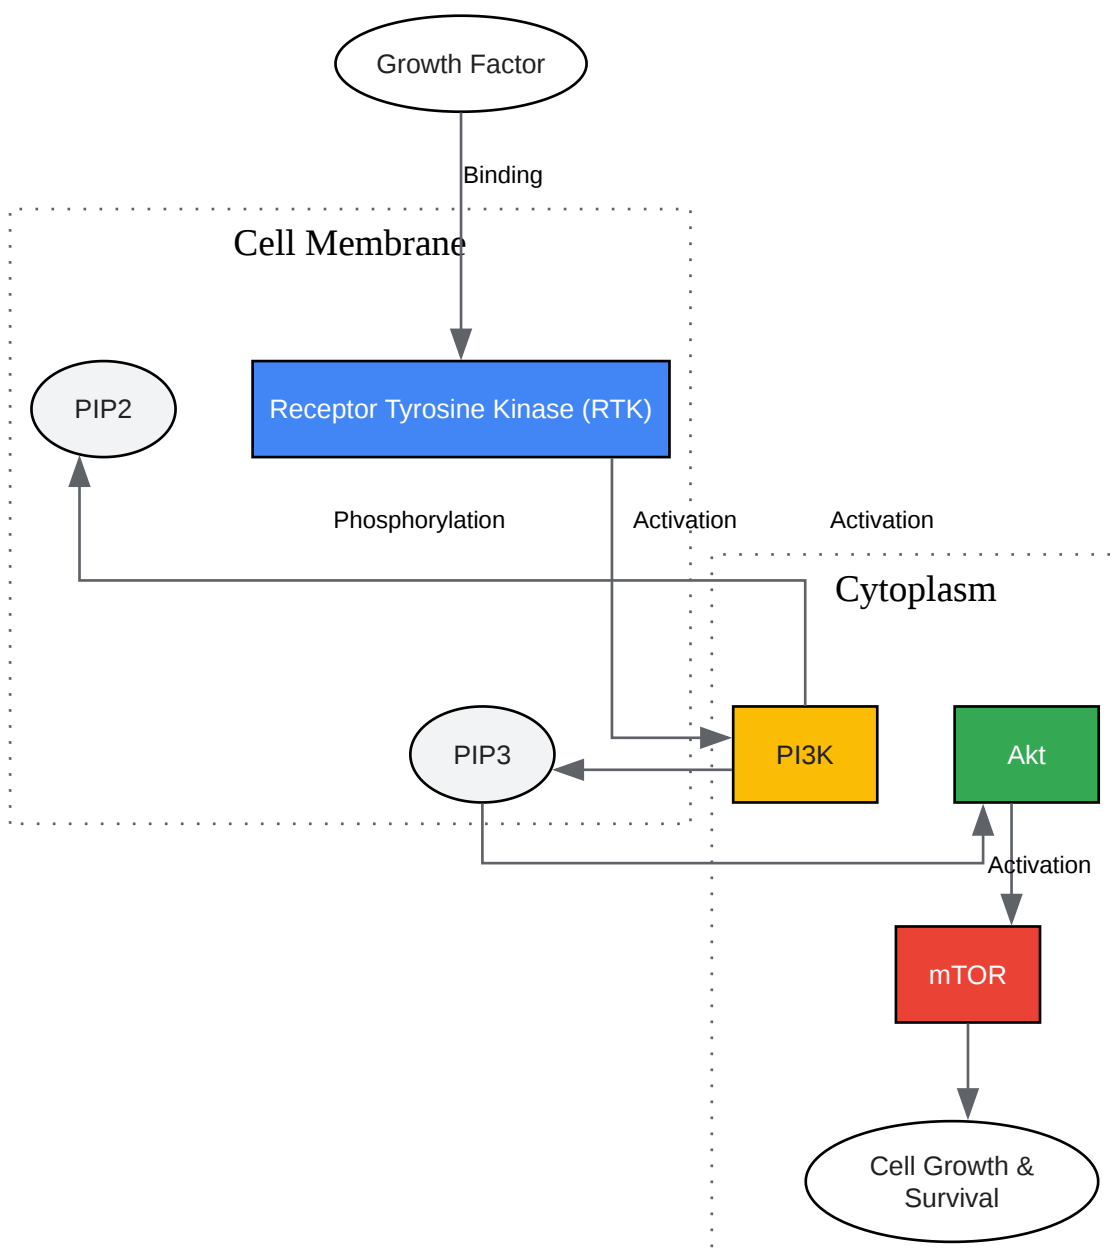 Growth Factor
Binding
Cell Membrane
PIP2
Receptor Tyrosine Kinase (RTK)
Phosphorylation
Activation
Activation
Cytoplasm
PIP3
PI3K
Akt
Activation
mTOR
Cell Growth &
Survival